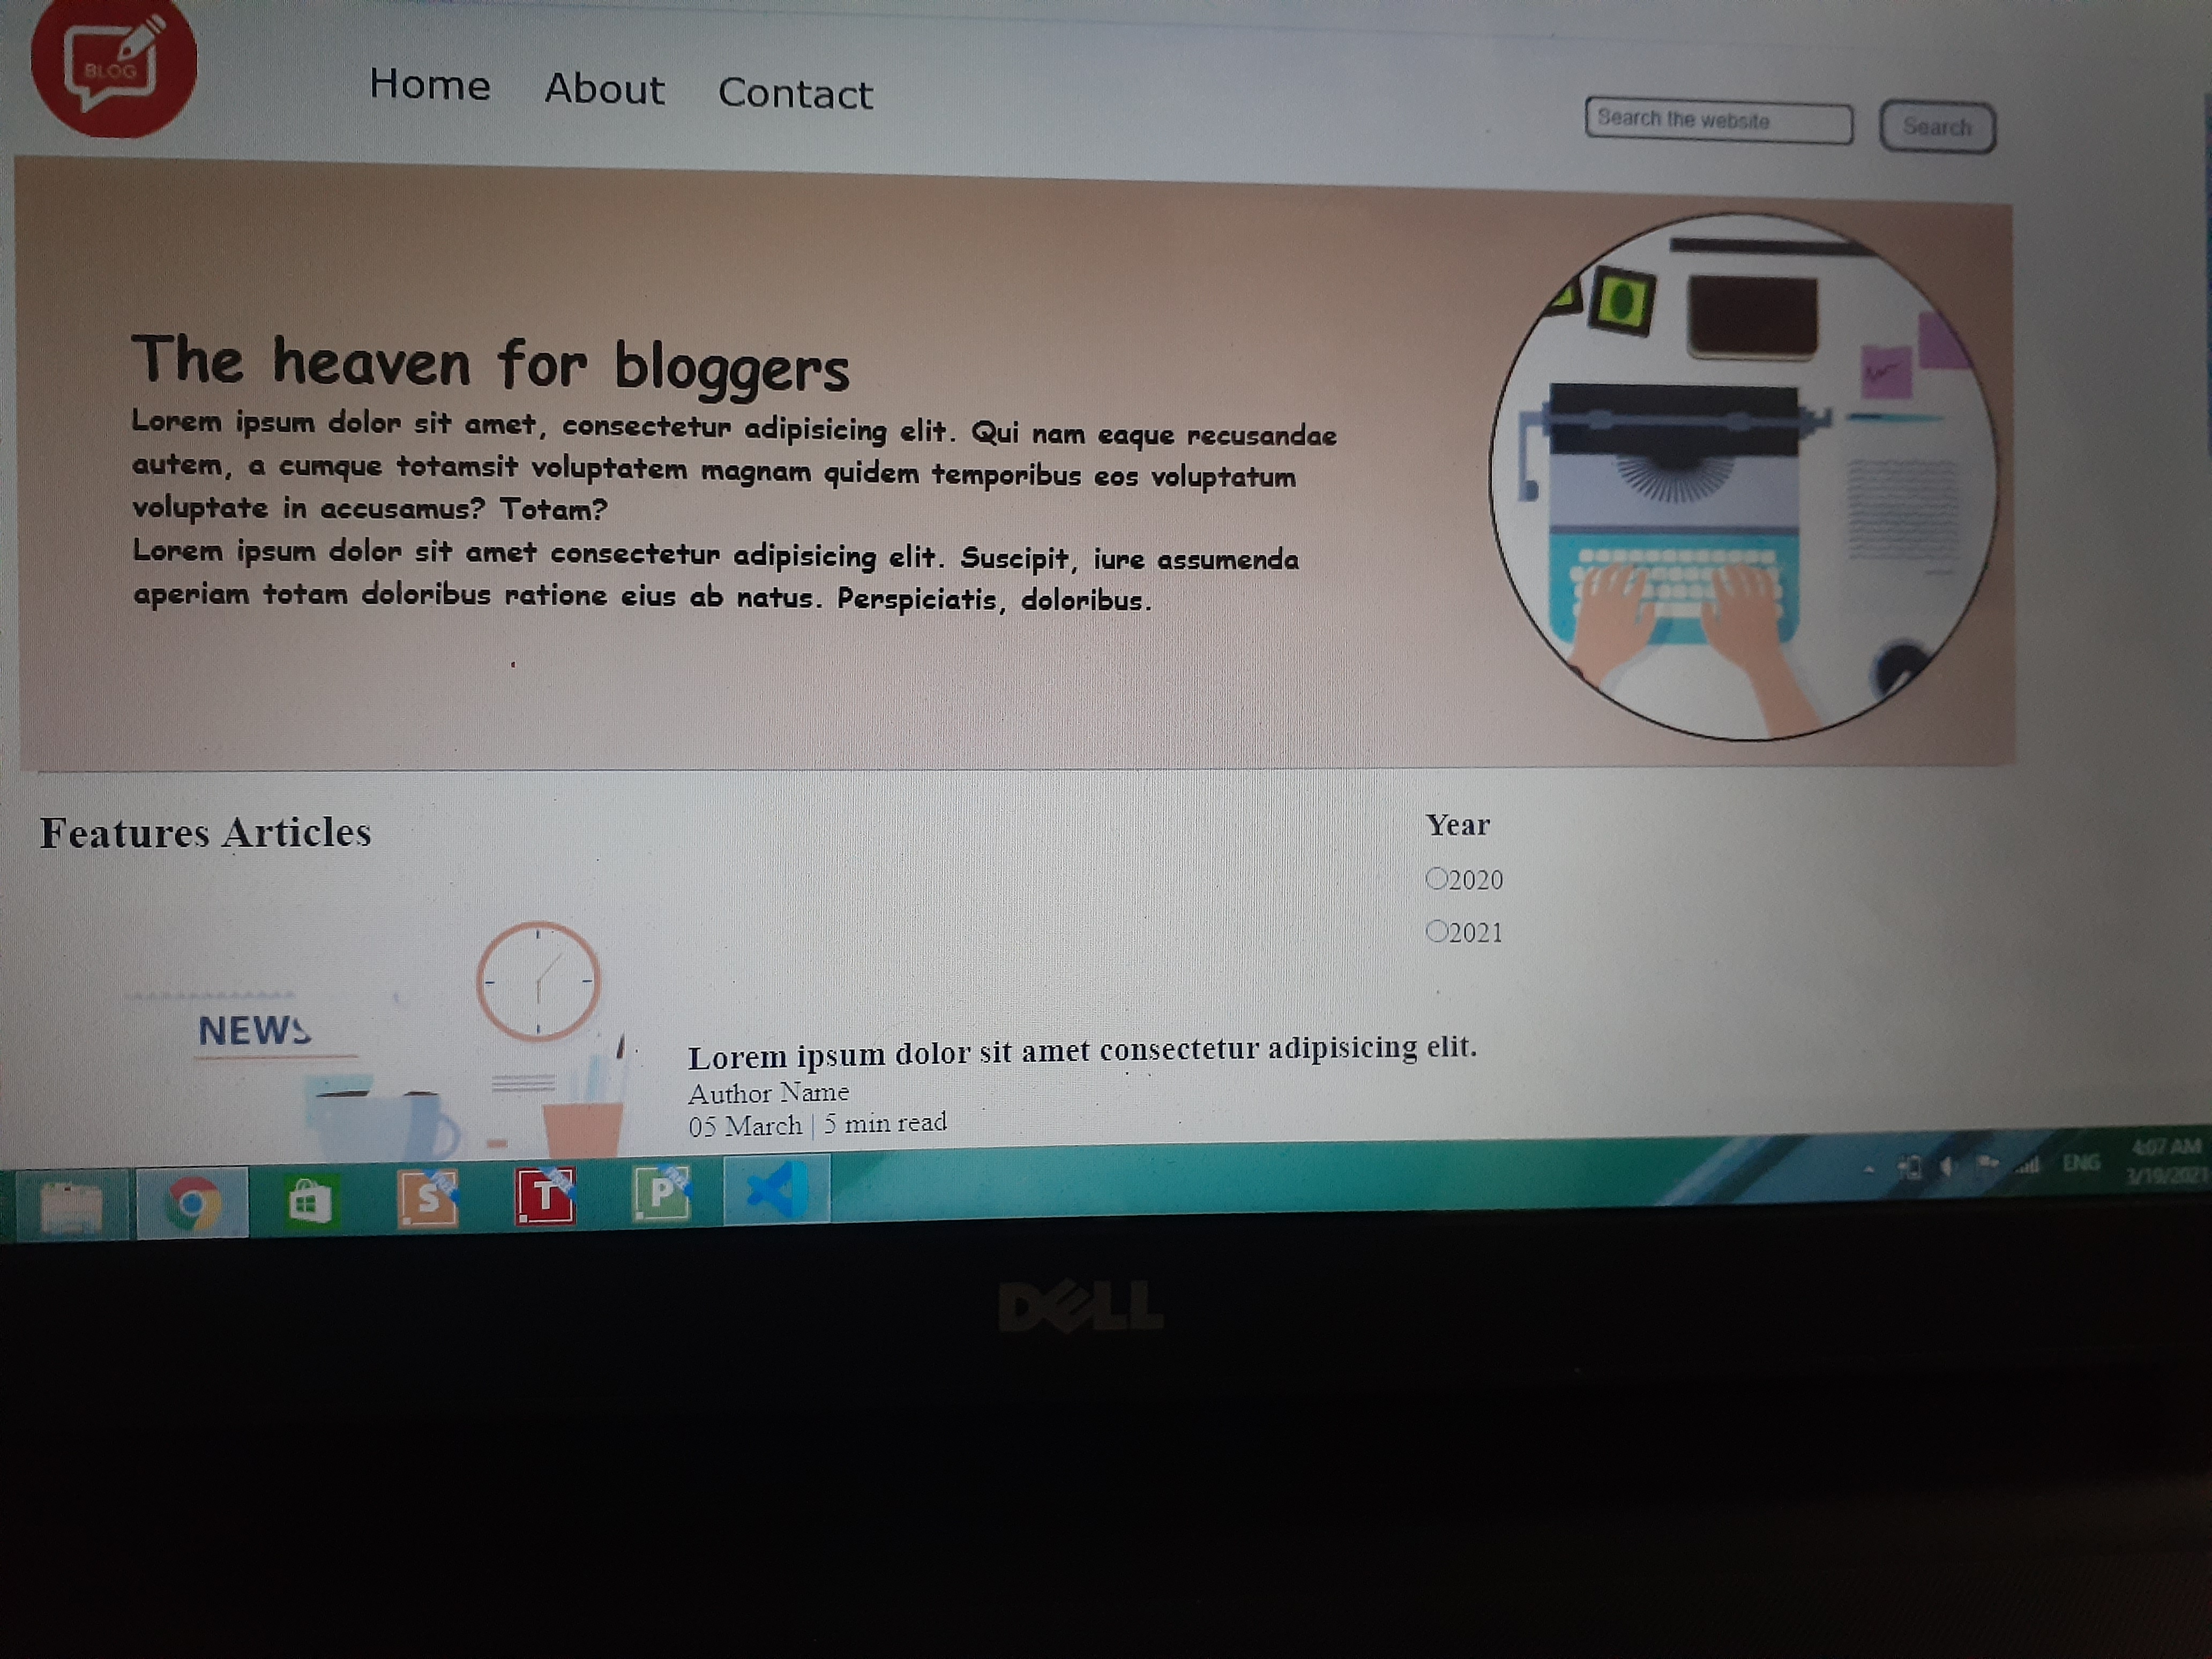 BLOG
Home About Contact
Search the website Search
The heaven for bloggers
Lorem ipsum dolor sit amet, consectetur adipisicing elit. Qui nam eaque recusandae
autem, a cumque totamsit voluptatem magnam quidem temporibus eos voluptatum
voluptate in accusamus? Totam?
Lorem ipsum dolor sit amet consectetur adipisicing elit. Suscipit, iure assumenda
aperiam totam doloribus ratione eius ab natus. Perspiciatis, doloribus.
Features Articles
Year
2020
2021
NEWS
Lorem ipsum dolor sit amet consectetur adipisicing elit.
Author Name
05 March | 5 min read
S T P
ENG
4:07 AM
3/19/2021
DELL